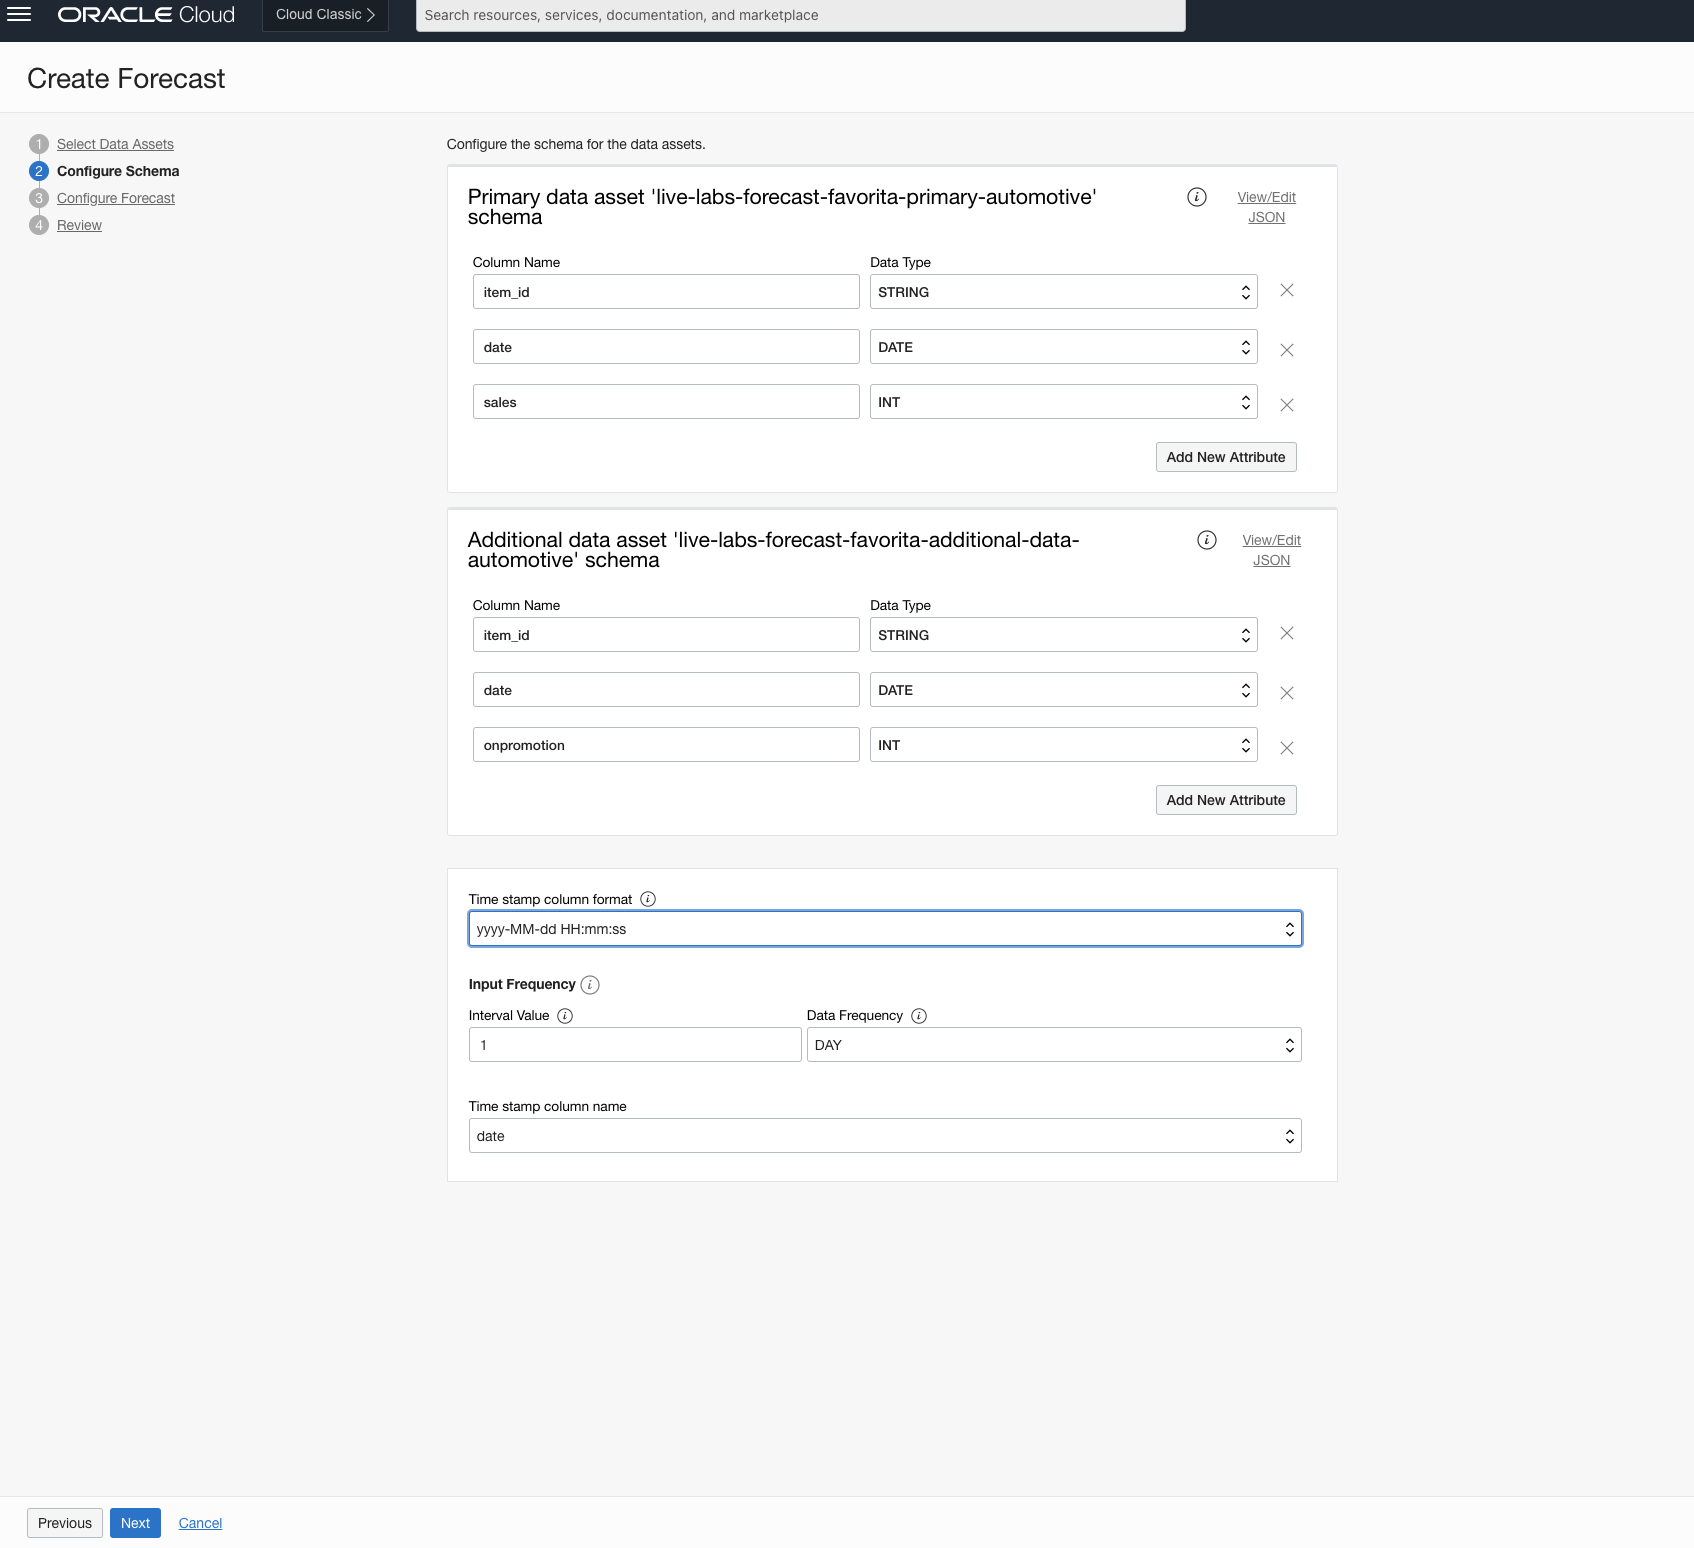 ORACLE Cloud
Cloud Classic
Search resources, services, documentation, and marketplace
Create Forecast
1 Select Data Assets
2 Configure Schema
3 Configure Forecast
4 Review
Configure the schema for the data assets.
Primary data asset 'live-labs-forecast-favorita-primary-automotive'
schema
View/Edit
JSON
Column Name Data Type
item_id STRING
date DATE
sales INT
Add New Attribute
Additional data asset 'live-labs-forecast-favorita-additional-data-
automotive' schema
View/Edit
JSON
Column Name Data Type
item_id STRING
date DATE
onpromotion INT
Add New Attribute
Time stamp column format
yyyy-MM-dd HH:mm:ss
Input Frequency
Interval Value Data Frequency
1 DAY
Time stamp column name
date
Previous Next Cancel